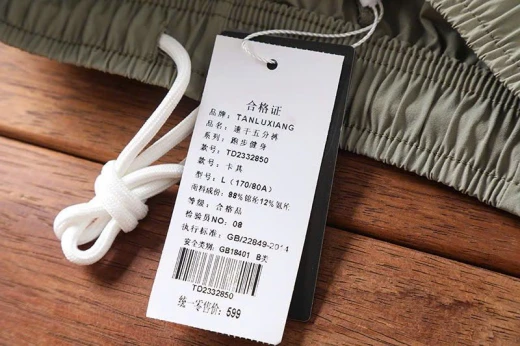 合格证
品牌: TANLUXIANG
品名: 速干五分裤
系列: 跑步健身
款号: TD2332850
款号: 卡其
型号: L（170/80A）
面料成份: 88%锦纶12%氨纶
等级: 合格品
检验员NO: 08
执行标准: GB/22849-2014
安全类别: GB18401 B类
TD2332850
统一零售价: 599